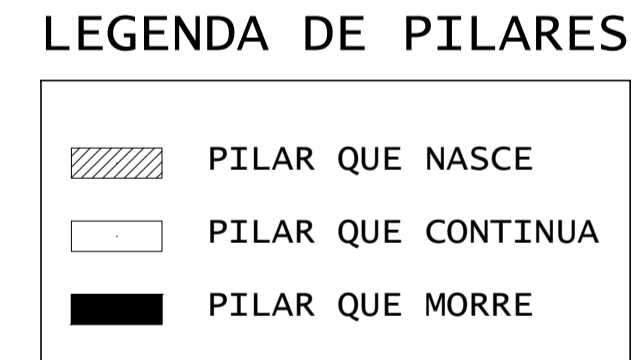 LEGENDA DE PILARES
PILAR QUE NASCE
PILAR QUE CONTINUA
PILAR QUE MORRE